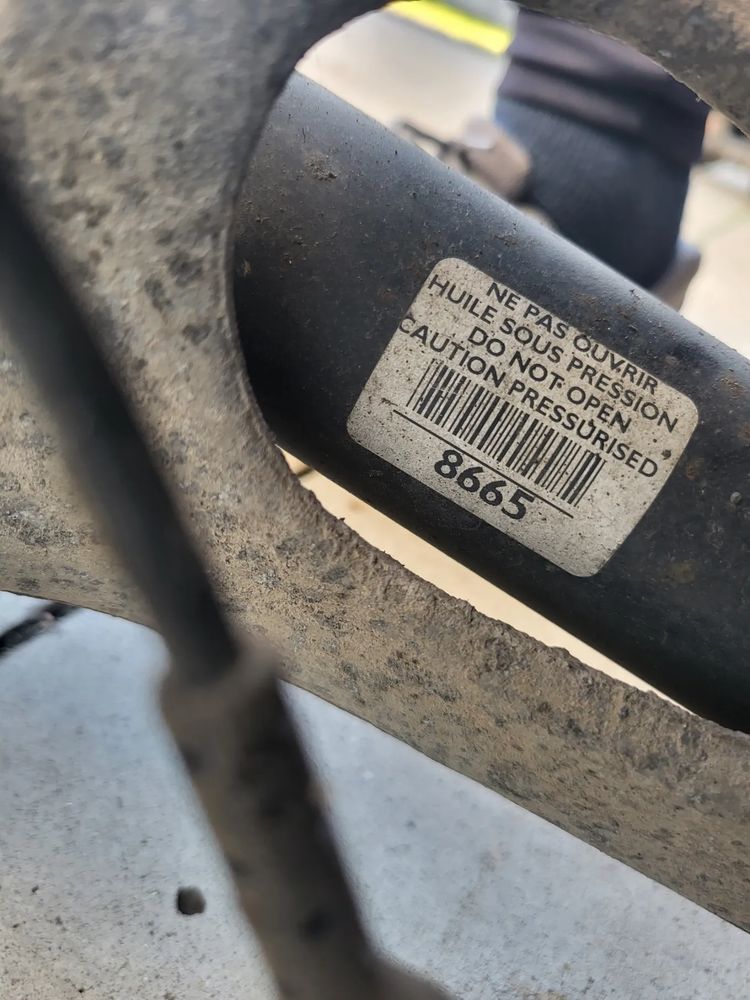 NE PAS OUVRIR
HUILE SOUS PRESSION
DO NOT OPEN
CAUTION PRESSURISED
8665